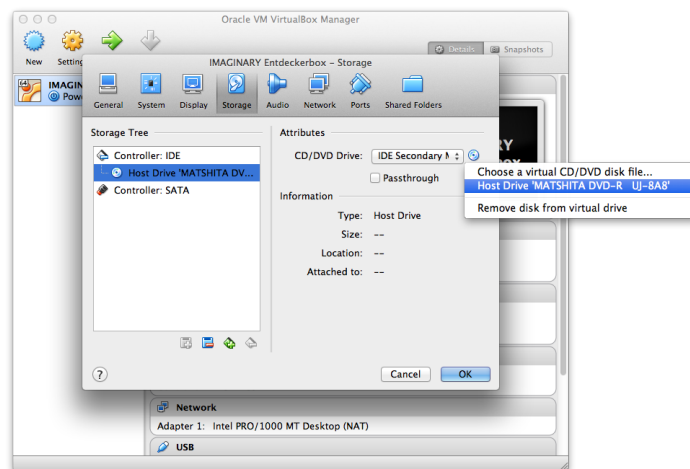 Oracle VM VirtualBox Manager
New
Details
Snapshots
IMAGINARY Entdeckerbox – Storage
General System Display Storage Audio Network Ports Shared Folders
Storage Tree
Controller: IDE
Host Drive 'MATSHITA DV...
Controller: SATA
Attributes
CD/DVD Drive: IDE Secondary
Passthrough
Information
Type: Host Drive
Size: --
Location: --
Attached to: --
Choose a virtual CD/DVD disk file...
Host Drive 'MATSHITA DVD-R UJ-8A8'
Remove disk from virtual drive
?
Cancel OK
Network
Adapter 1: Intel PRO/1000 MT Desktop (NAT)
USB